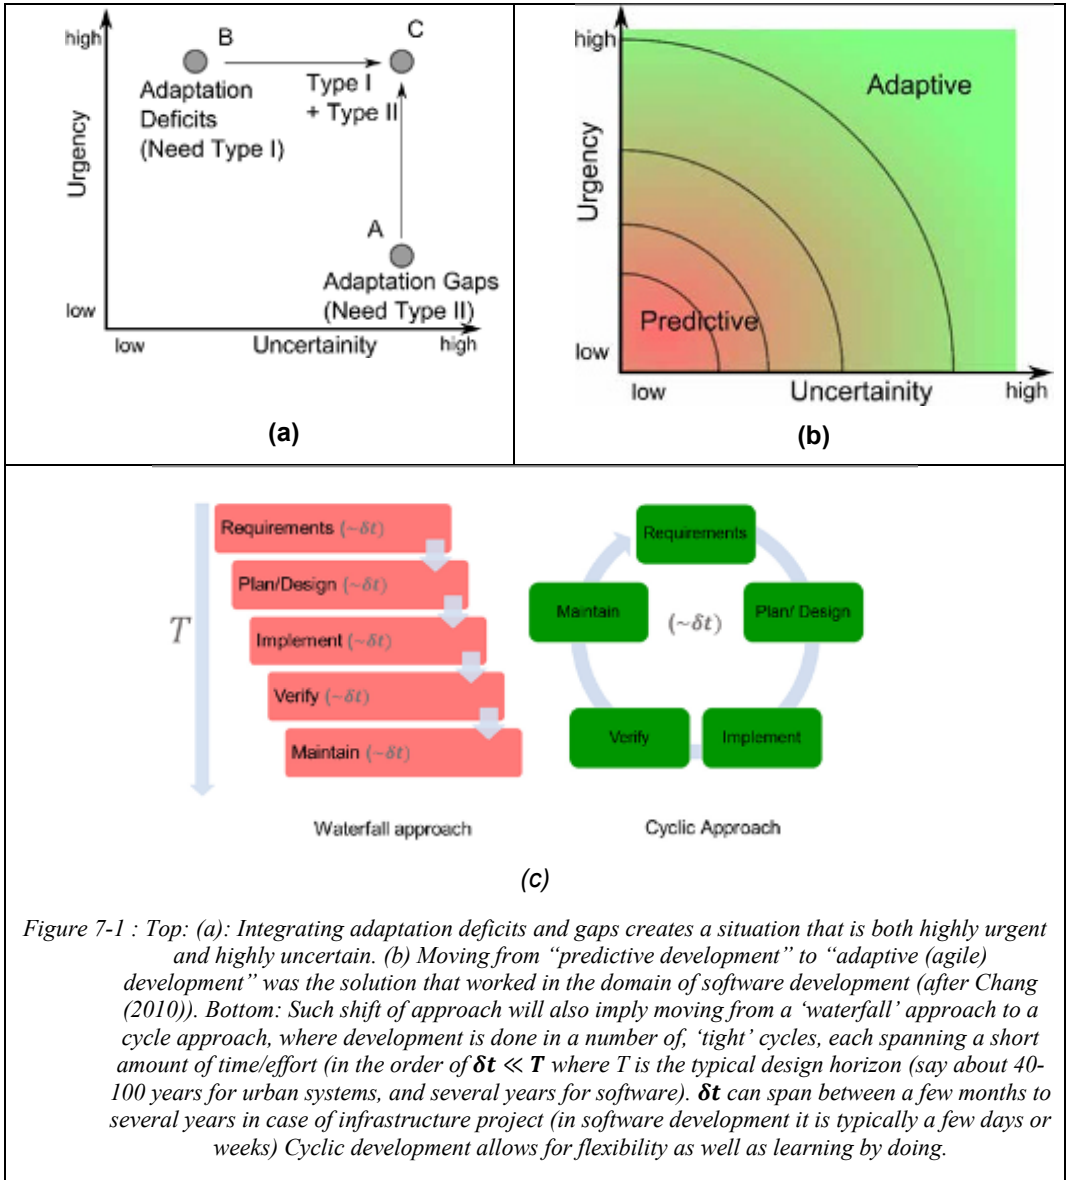 high
B
C
Adaptation
Deficits
(Need Type I)
Type I
+ Type II
Urgency
A
Adaptation Gaps
(Need Type II)
low
low
Uncertainity
high
(a)
high
Adaptive
Urgency
Predictive
low
low
Uncertainity
high
(b)
T
Requirements (~δt)
Plan/Design (~δt)
Implement (~δt)
Verify (~δt)
Maintain (~δt)
Waterfall approach
Requirements
Maintain
(~δt)
Plan/ Design
Verify
Implement
Cyclic Approach
(c)
Figure 7-1 : Top: (a): Integrating adaptation deficits and gaps creates a situation that is both highly urgent
and highly uncertain. (b) Moving from “predictive development” to “adaptive (agile)
development” was the solution that worked in the domain of software development (after Chang
(2010)). Bottom: Such shift of approach will also imply moving from a ‘waterfall’ approach to a
cycle approach, where development is done in a number of, ‘tight’ cycles, each spanning a short
amount of time/effort (in the order of δt ≪ T where T is the typical design horizon (say about 40-
100 years for urban systems, and several years for software). δt can span between a few months to
several years in case of infrastructure project (in software development it is typically a few days or
weeks) Cyclic development allows for flexibility as well as learning by doing.